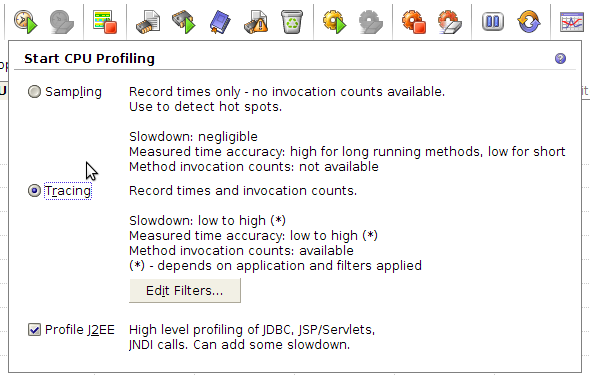 Start CPU Profiling
Sampling
Record times only - no invocation counts available.
Use to detect hot spots.
Slowdown: negligible
Measured time accuracy: high for long running methods, low for short
Method invocation counts: not available
Tracing
Record times and invocation counts.
Slowdown: low to high (*)
Measured time accuracy: low to high (*)
Method invocation counts: available
(*) - depends on application and filters applied
Edit Filters...
Profile J2EE
High level profiling of JDBC, JSP/Servlets,
JNDI calls. Can add some slowdown.